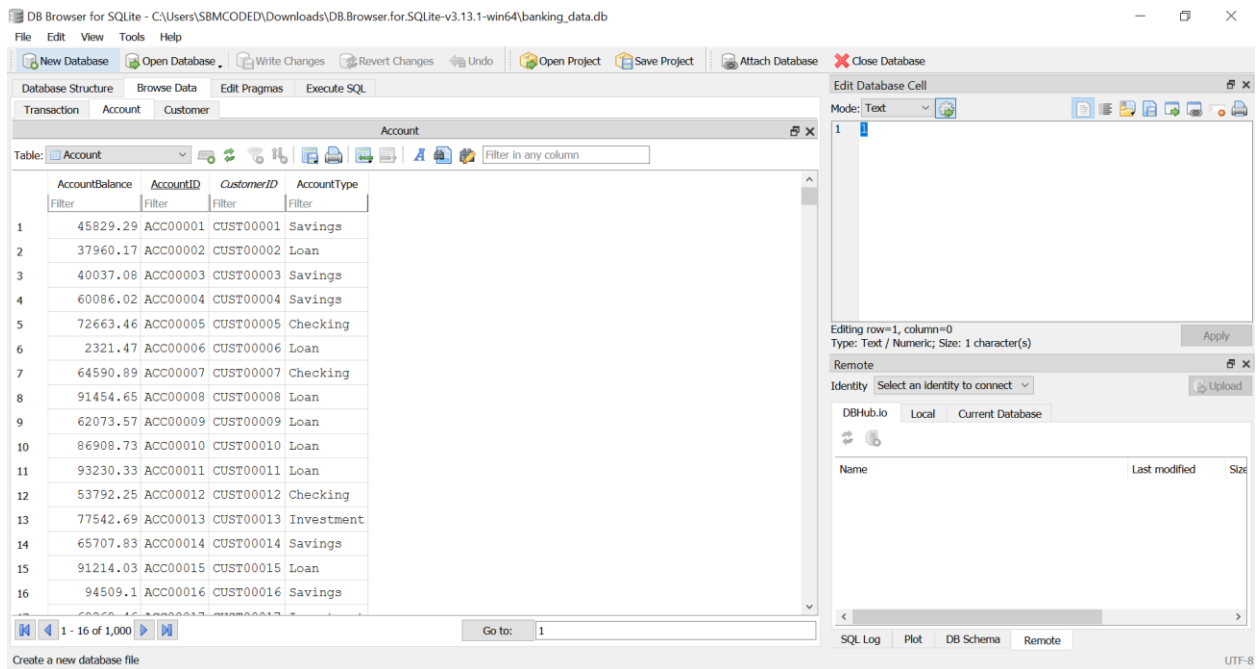 DB Browser for SQLite - C:\Users\SBMCODED\Downloads\DB.Browser.for.SQLite-v3.13.1-win64\banking_data.db
File Edit View Tools Help
New Database Open Database Write Changes Revert Changes Undo Open Project Save Project Attach Database Close Database
Database Structure Browse Data Edit Pragmas Execute SQL
Transaction Account Customer
Account
Table: Account Filter in any column
AccountBalance AccountID CustomerID AccountType
Filter Filter Filter Filter
1 45829.29 ACC00001 CUST00001 Savings
2 37960.17 ACC00002 CUST00002 Loan
3 40037.08 ACC00003 CUST00003 Savings
4 60086.02 ACC00004 CUST00004 Savings
5 72663.46 ACC00005 CUST00005 Checking
6 2321.47 ACC00006 CUST00006 Loan
7 64590.89 ACC00007 CUST00007 Checking
8 91454.65 ACC00008 CUST00008 Loan
9 62073.57 ACC00009 CUST00009 Loan
10 86908.73 ACC00010 CUST00010 Loan
11 93230.33 ACC00011 CUST00011 Loan
12 53792.25 ACC00012 CUST00012 Checking
13 77542.69 ACC00013 CUST00013 Investment
14 65707.83 ACC00014 CUST00014 Savings
15 91214.03 ACC00015 CUST00015 Loan
16 94509.1 ACC00016 CUST00016 Savings
1 - 16 of 1,000 Go to: 1
Edit Database Cell
Mode: Text
1 1
Editing row=1, column=0
Type: Text / Numeric; Size: 1 character(s)
Apply
Remote
Identity Select an identity to connect Upload
DBHub.io Local Current Database
Name Last modified Size
SQL Log Plot DB Schema Remote
Create a new database file UTF-8